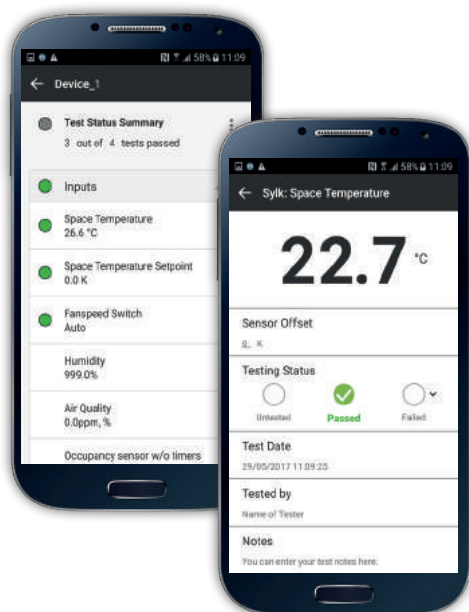 58% 11:09
Device_1
Test Status Summary
3 out of 4 tests passed
Inputs
Space Temperature
26.6 °C
Space Temperature Setpoint
0.0 K
Fanspeed Switch
Auto
Humidity
999.0%
Air Quality
0.0ppm, %
Occupancy sensor w/o timers
58% 11:09
Sylk: Space Temperature
22.7 °C
Sensor Offset
0. K
Testing Status
Untested Passed Failed
Test Date
29/05/2017 11:09:25
Tested by
Name of Tester
Notes
You can enter your test notes here.